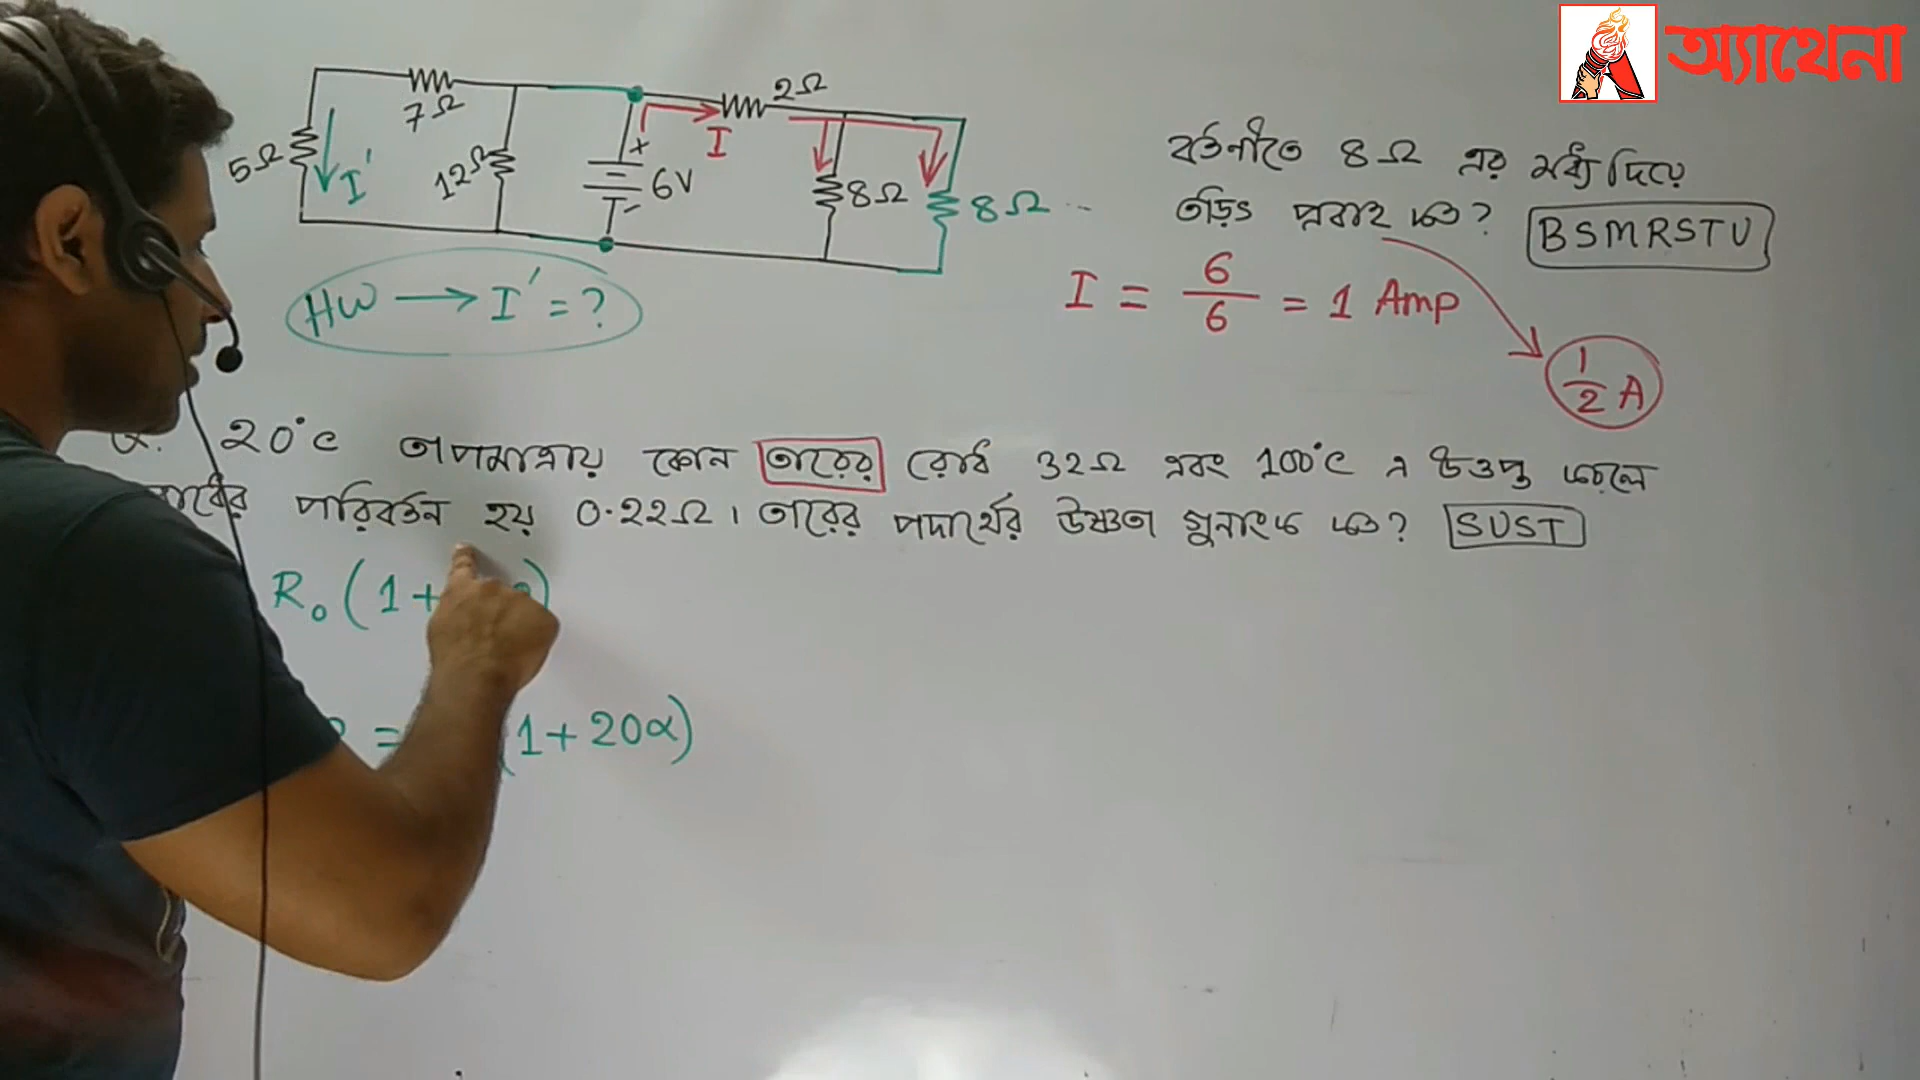 অ্যাথেনা
7Ω
2Ω
5Ω
I'
12Ω
+
6V
-
I
8Ω
8Ω
HW → I' = ?
বর্তনীতে 8Ω এর মধ্য দিয়ে
তড়িৎ প্রবাহ কত? BSMRSTU
I = 6/6 = 1 Amp
1/2 A
20°C তাপমাত্রায় কোন তারের রোধ 32Ω এবং 100°C এ উত্তপ্ত করলে
পরিবর্তন হয় 0.22Ω। তারের পদার্থের উষ্ণতা গুনাংক কত? SUST
R₀ (1+
= (1+20α)